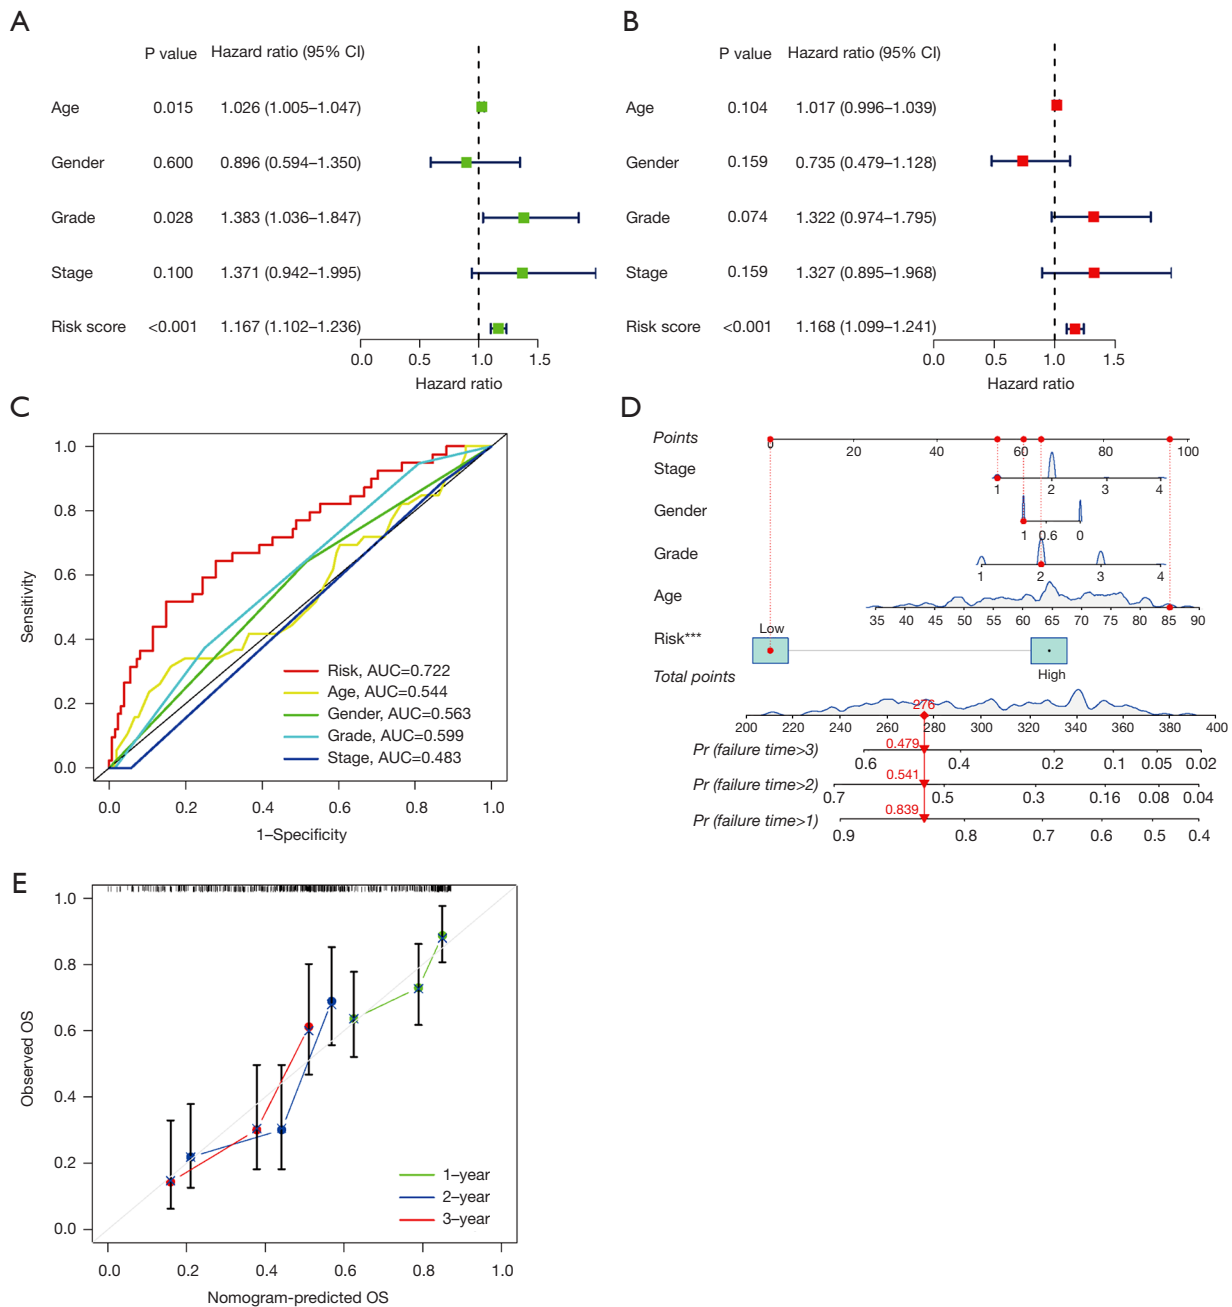 A
P value Hazard ratio (95% CI)
Age 0.015 1.026 (1.005–1.047)
Gender 0.600 0.896 (0.594–1.350)
Grade 0.028 1.383 (1.036–1.847)
Stage 0.100 1.371 (0.942–1.995)
Risk score <0.001 1.167 (1.102–1.236)
0.0 0.5 1.0 1.5
Hazard ratio
B
P value Hazard ratio (95% CI)
Age 0.104 1.017 (0.996–1.039)
Gender 0.159 0.735 (0.479–1.128)
Grade 0.074 1.322 (0.974–1.795)
Stage 0.159 1.327 (0.895–1.968)
Risk score <0.001 1.168 (1.099–1.241)
0.0 0.5 1.0 1.5
Hazard ratio
C
Sensitivity
1.0
0.8
0.6
0.4
0.2
0.0
Risk, AUC=0.722
Age, AUC=0.544
Gender, AUC=0.563
Grade, AUC=0.599
Stage, AUC=0.483
0.0 0.2 0.4 0.6 0.8 1.0
1–Specificity
D
Points
0 20 40 60 80 100
Stage
1 2 3 4
Gender
1 0.6 0
Grade
1 2 3 4
Age
35 40 45 50 55 60 65 70 75 80 85 90
Risk***
Low
High
Total points
276
200 220 240 260 280 300 320 340 360 380 400
Pr (failure time>3)
0.479
0.6 0.4 0.2 0.1 0.05 0.02
Pr (failure time>2)
0.541
0.7 0.5 0.3 0.16 0.08 0.04
Pr (failure time>1)
0.839
0.9 0.8 0.7 0.6 0.5 0.4
E
Observed OS
1.0
0.8
0.6
0.4
0.2
0.0
1–year
2–year
3–year
0.0 0.2 0.4 0.6 0.8 1.0
Nomogram-predicted OS